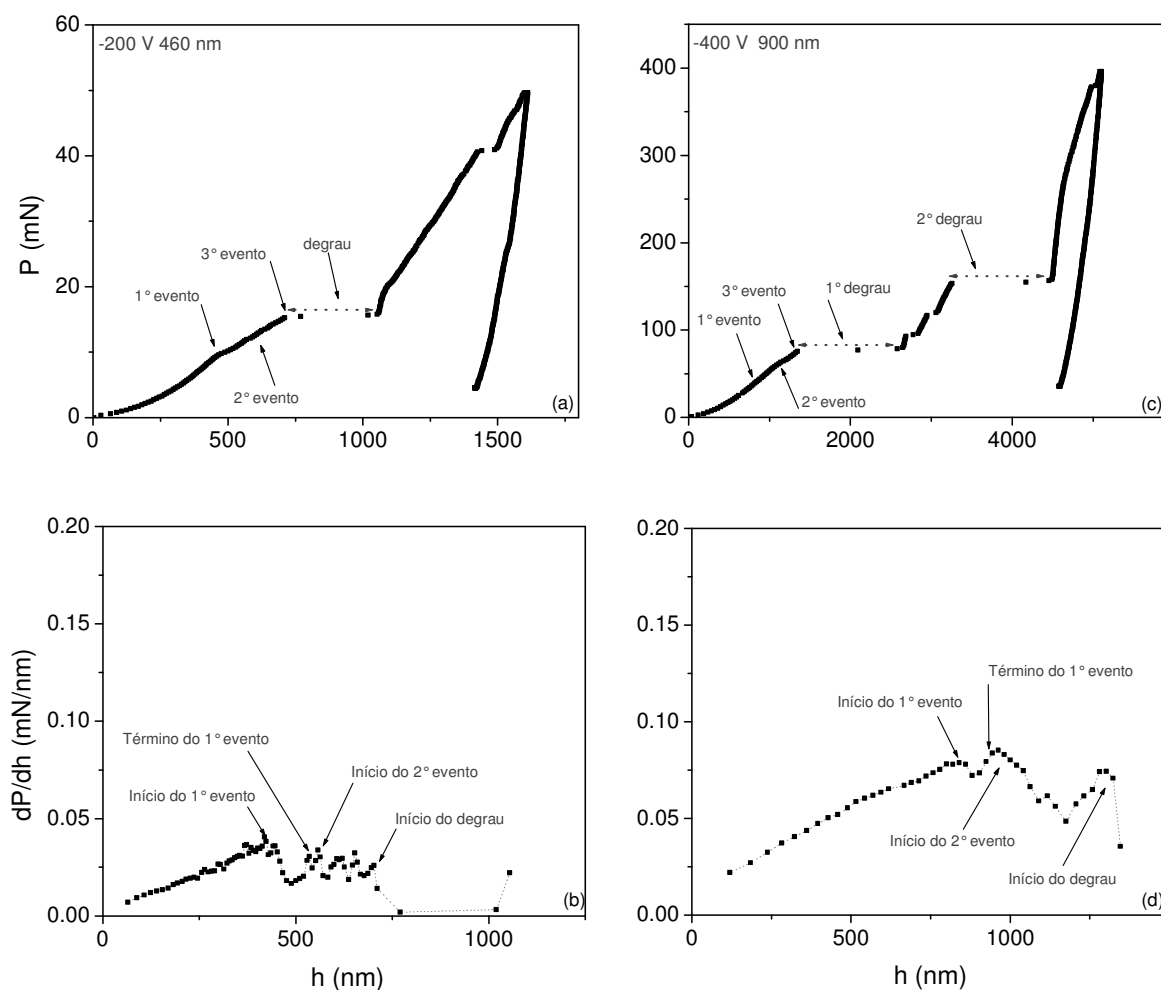 -200 V 460 nm
P (mN)
60
40
20
0
0
500
1000
1500
1° evento
3° evento
degrau
2° evento
(a)
-400 V 900 nm
400
300
200
100
0
0
2000
4000
2° degrau
3° evento
1° degrau
1° evento
2° evento
(c)
dP/dh (mN/nm)
0.20
0.15
0.10
0.05
0.00
0
500
1000
h (nm)
Término do 1° evento
Início do 2° evento
Início do 1° evento
Início do degrau
(b)
0.20
0.15
0.10
0.05
0.00
0
500
1000
h (nm)
Término do 1° evento
Início do 1° evento
Início do 2° evento
Início do degrau
(d)